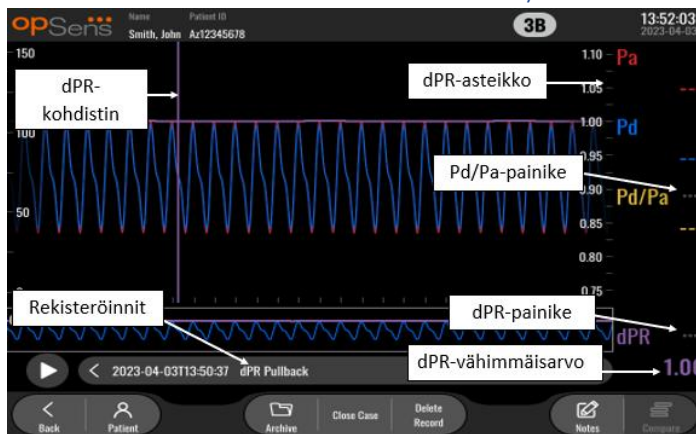 opSens
Name
Smith, John
Patient ID
Az12345678
3B
13:52:03
2023-04-03
150
100
50
1.10
1.05
1.00
0.95
0.90
0.85
0.80
0.75
Pa
Pd
Pd/Pa
dPR
1.00
dPR-
kohdistin
dPR-asteikko
Pd/Pa-painike
Rekisteröinnit
dPR-painike
dPR-vähimmäisarvo
2023-04-03T13:50:37 dPR Pullback
Back
Patient
Archive
Close Case
Delete
Record
Notes
Compare